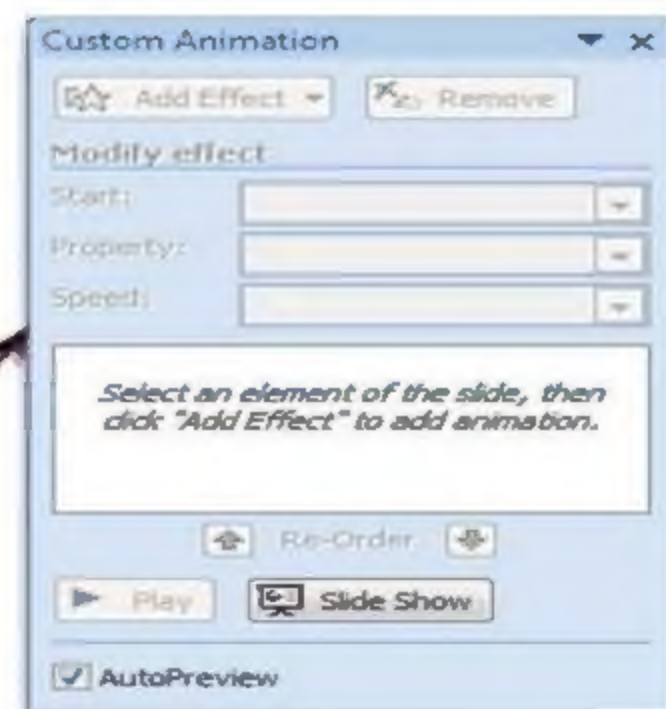 Custom Animation
Add Effect
Remove
Modify effect
Start:
Property:
Speed:
Select an element of the slide, then
click "Add Effect" to add animation.
Re-Order
Play
Slide Show
AutoPreview